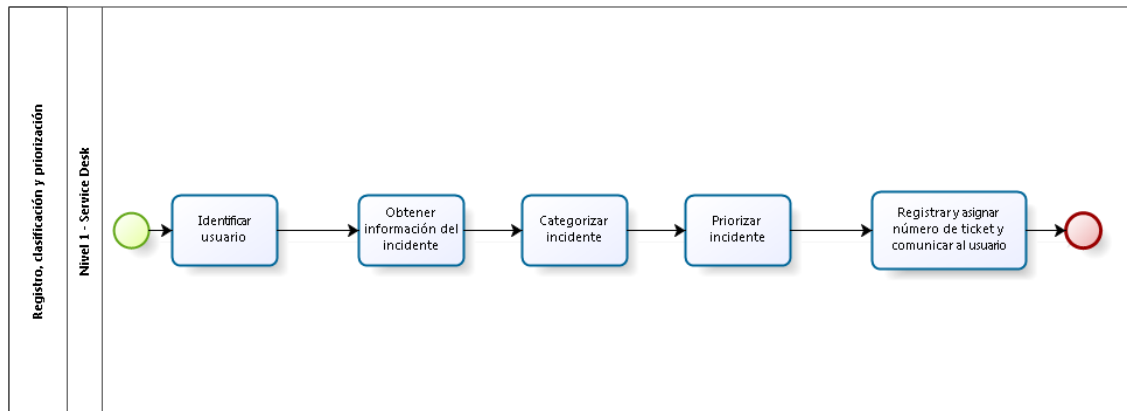 Registro, clasificación y priorización
Nivel 1 - Service Desk
Identificar
usuario
Obtener
información del
incidente
Categorizar
incidente
Priorizar
incidente
Registrar y asignar
número de ticket y
comunicar al usuario